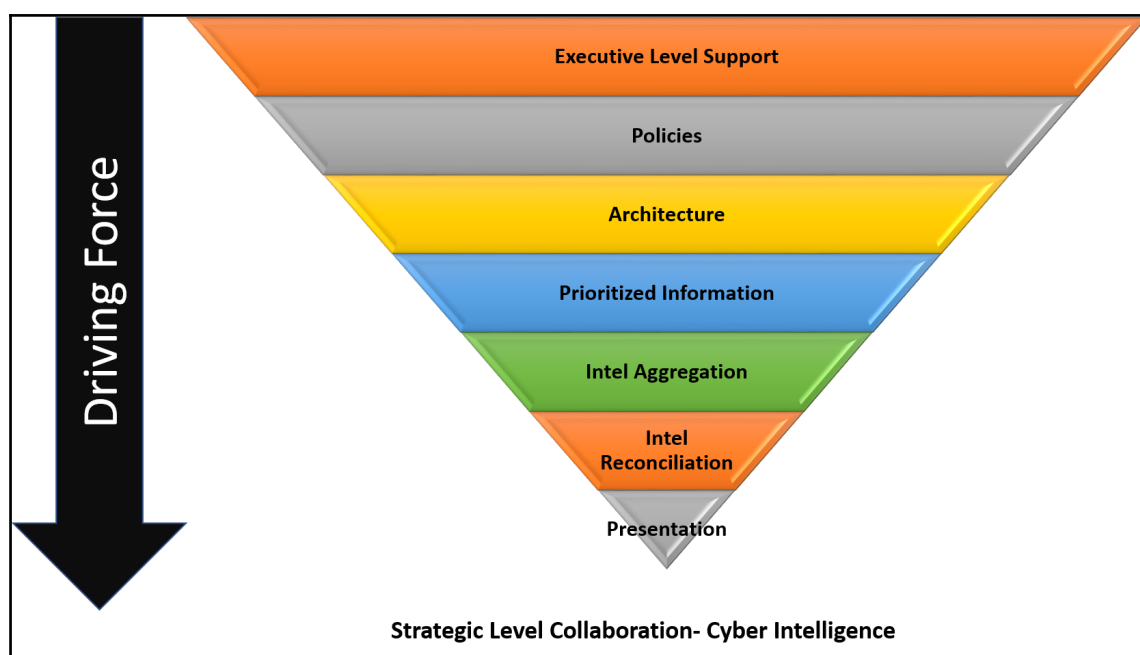 Driving Force
Executive Level Support
Policies
Architecture
Prioritized Information
Intel Aggregation
Intel
Reconciliation
Presentation
Strategic Level Collaboration- Cyber Intelligence